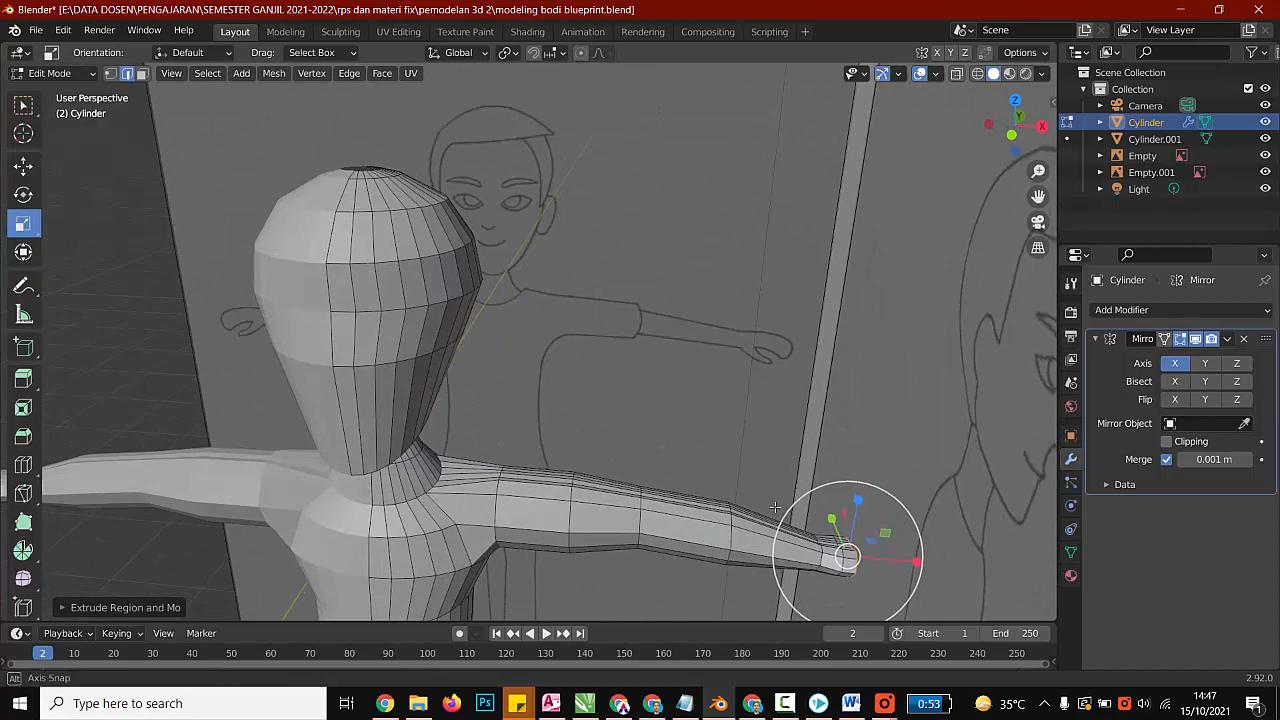 Blender* [E:\DATA DOSEN\PENGAJARAN\SEMESTER GANJIL 2021-2022\rps dan materi fix\pemodelan 3d 2\modeling bodi blueprint.blend]
File Edit Render Window Help Layout Modeling Sculpting UV Editing Texture Paint Shading Animation Rendering Compositing Scripting + Scene View Layer
Orientation: Default Drag: Select Box Global X Y Z Options
Edit Mode View Select Add Mesh Vertex Edge Face UV
User Perspective
(2) Cylinder
Z
Y
X
Scene Collection
Collection
Camera
Cylinder
Cylinder.001
Empty
Empty.001
Light
Cylinder Mirror
Add Modifier
Mirro
Axis X Y Z
Bisect X Y Z
Flip X Y Z
Mirror Object
Clipping
Merge 0.001 m
Data
Extrude Region and Mo
Playback Keying View Marker 2 Start 1 End 250
2 10 20 30 40 50 60 70 80 90 100 110 120 130 140 150 160 170 180 190 200 210 220 230 240 250
Alt Axis Snap 2.92.0
Type here to search 0:53 35°C 14:47
15/10/2021